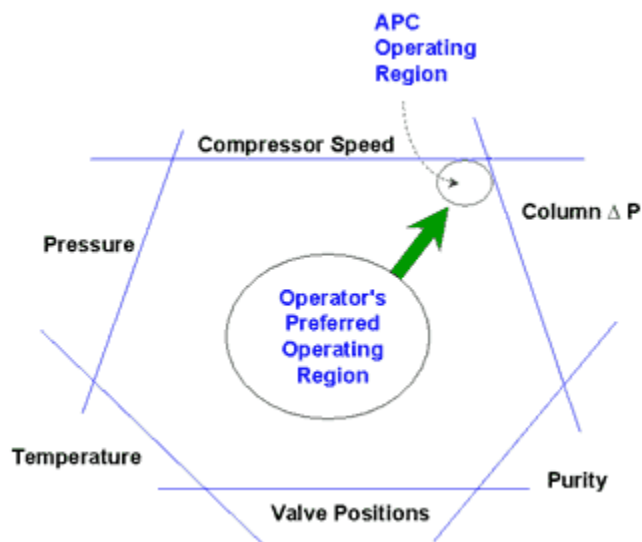 APC
Operating
Region
Compressor Speed
Column Δ P
Pressure
Operator's
Preferred
Operating
Region
Temperature
Purity
Valve Positions